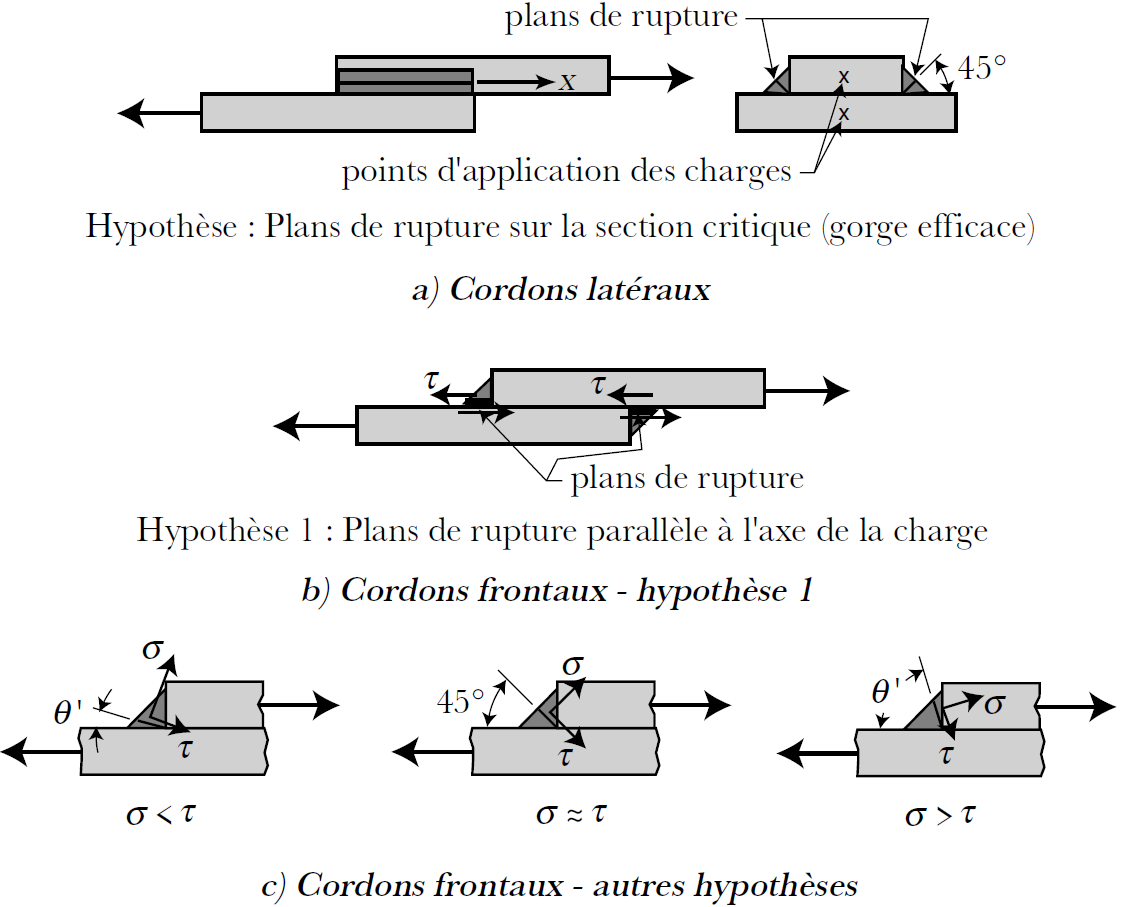 plans de rupture
x
45°
x
x
points d'application des charges
Hypothèse : Plans de rupture sur la section critique (gorge efficace)
a) Cordons latéraux
τ
τ
plans de rupture
Hypothèse 1 : Plans de rupture parallèle à l'axe de la charge
b) Cordons frontaux - hypothèse 1
σ
θ'
τ
σ < τ
σ
45°
τ
σ ≈ τ
θ'
σ
τ
σ > τ
c) Cordons frontaux - autres hypothèses